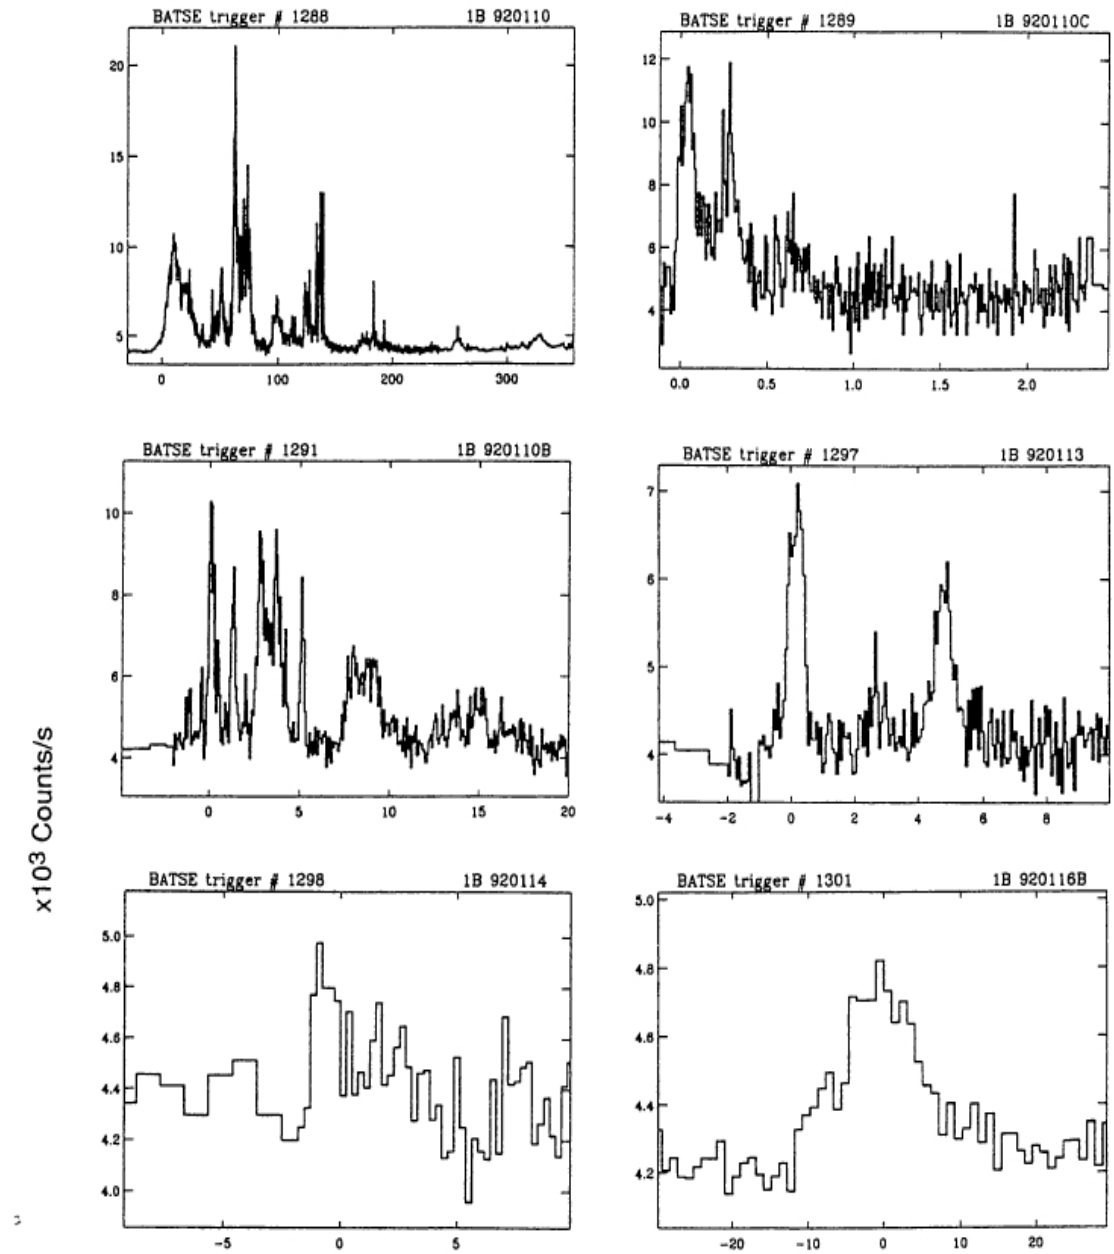 BATSE trigger # 1288 1B 920110
20
15
10
5
0 100 200 300
BATSE trigger # 1289 1B 920110C
12
10
8
6
4
0.0 0.5 1.0 1.5 2.0
BATSE trigger # 1291 1B 920110B
10
8
6
4
0 5 10 15 20
BATSE trigger # 1297 1B 920113
7
6
5
4
-4 -2 0 2 4 6 8
x10³ Counts/s
BATSE trigger # 1298 1B 920114
5.0
4.8
4.6
4.4
4.2
4.0
-5 0 5
BATSE trigger # 1301 1B 920116B
5.0
4.8
4.6
4.4
4.2
-20 -10 0 10 20